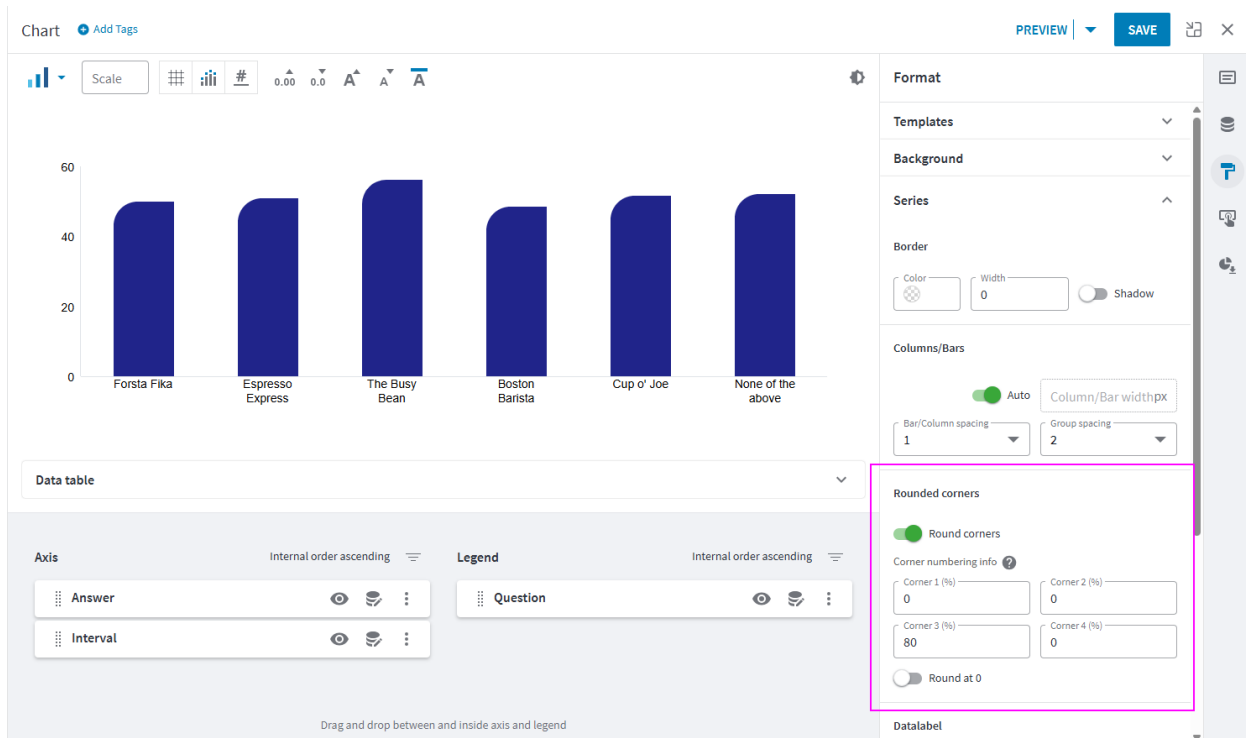 Chart
Add Tags
PREVIEW
SAVE
Scale
#
0.00
0.0
A
A
A
60
40
20
0
Forsta Fika
Espresso
Express
The Busy
Bean
Boston
Barista
Cup o' Joe
None of the
above
Data table
Axis
Internal order ascending
Answer
Interval
Legend
Internal order ascending
Question
Drag and drop between and inside axis and legend
Format
Templates
Background
Series
Border
Color
Width
0
Shadow
Columns/Bars
Auto
Column/Bar width px
Bar/Column spacing
1
Group spacing
2
Rounded corners
Round corners
Corner numbering info ?
Corner 1 (%)
0
Corner 2 (%)
0
Corner 3 (%)
80
Corner 4 (%)
0
Round at 0
Datalabel